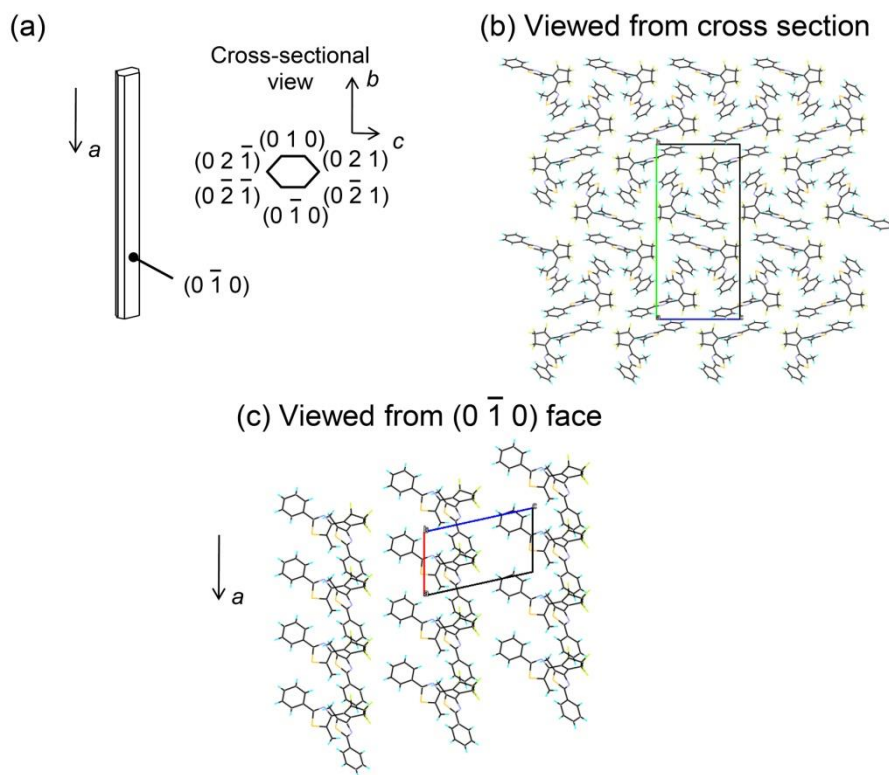 (a)
Cross-sectional
view
b
c
a
(0 1 0)
(0 2 1̅)
(0 2 1)
(0 2̅ 1̅)
(0 2̅ 1)
(0 1̅ 0)
(0 1̅ 0)
(b) Viewed from cross section
(c) Viewed from (0 1̅ 0) face
a